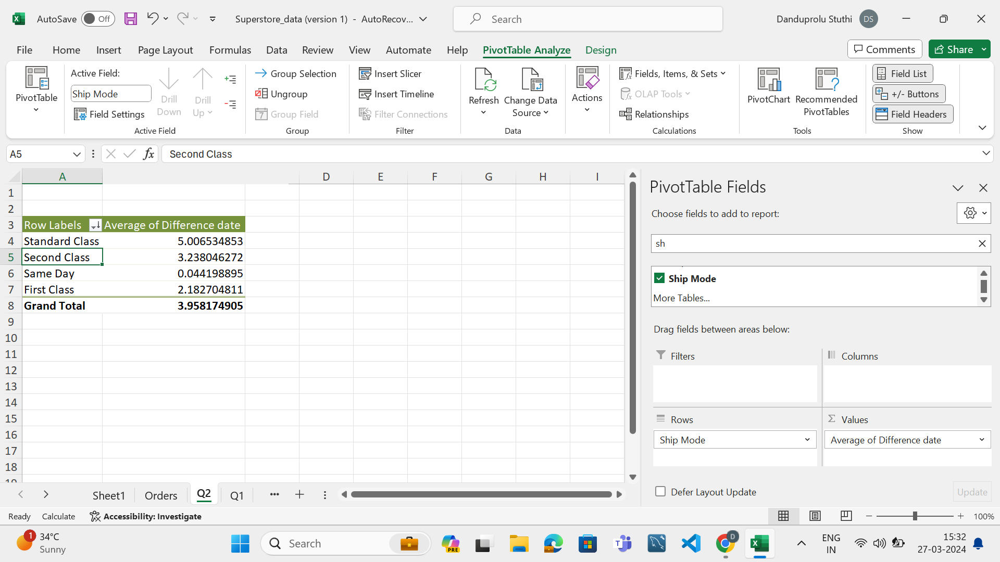 AutoSave Off Superstore_data (version 1) - AutoRecov... Search Danduprolu Stuthi DS
File Home Insert Page Layout Formulas Data Review View Automate Help PivotTable Analyze Design Comments Share
PivotTable
Active Field:
Ship Mode
Field Settings
Drill Down
Drill Up
Active Field
Group Selection
Ungroup
7 Group Field
Group
Insert Slicer
Insert Timeline
Filter Connections
Filter
Refresh
Change Data Source
Data
Actions
Fields, Items, & Sets
OLAP Tools
Relationships
Calculations
PivotChart
Recommended PivotTables
Tools
Field List
+/- Buttons
Field Headers
Show
A5 fx Second Class
A D E F G H I
1
2
3 Row Labels Average of Difference date
4 Standard Class 5.006534853
5 Second Class 3.238046272
6 Same Day 0.044198895
7 First Class 2.182704811
8 Grand Total 3.958174905
9
10
11
12
13
14
15
16
17
18
19
PivotTable Fields
Choose fields to add to report:
sh
Ship Mode
More Tables...
Drag fields between areas below:
Filters Columns
Rows Σ Values
Ship Mode Average of Difference date
Defer Layout Update Update
Sheet1 Orders Q2 Q1 ...
Ready Calculate Accessibility: Investigate 100%
1 34°C
Sunny
Search
PRE
T
D
ENG
IN
15:32
27-03-2024